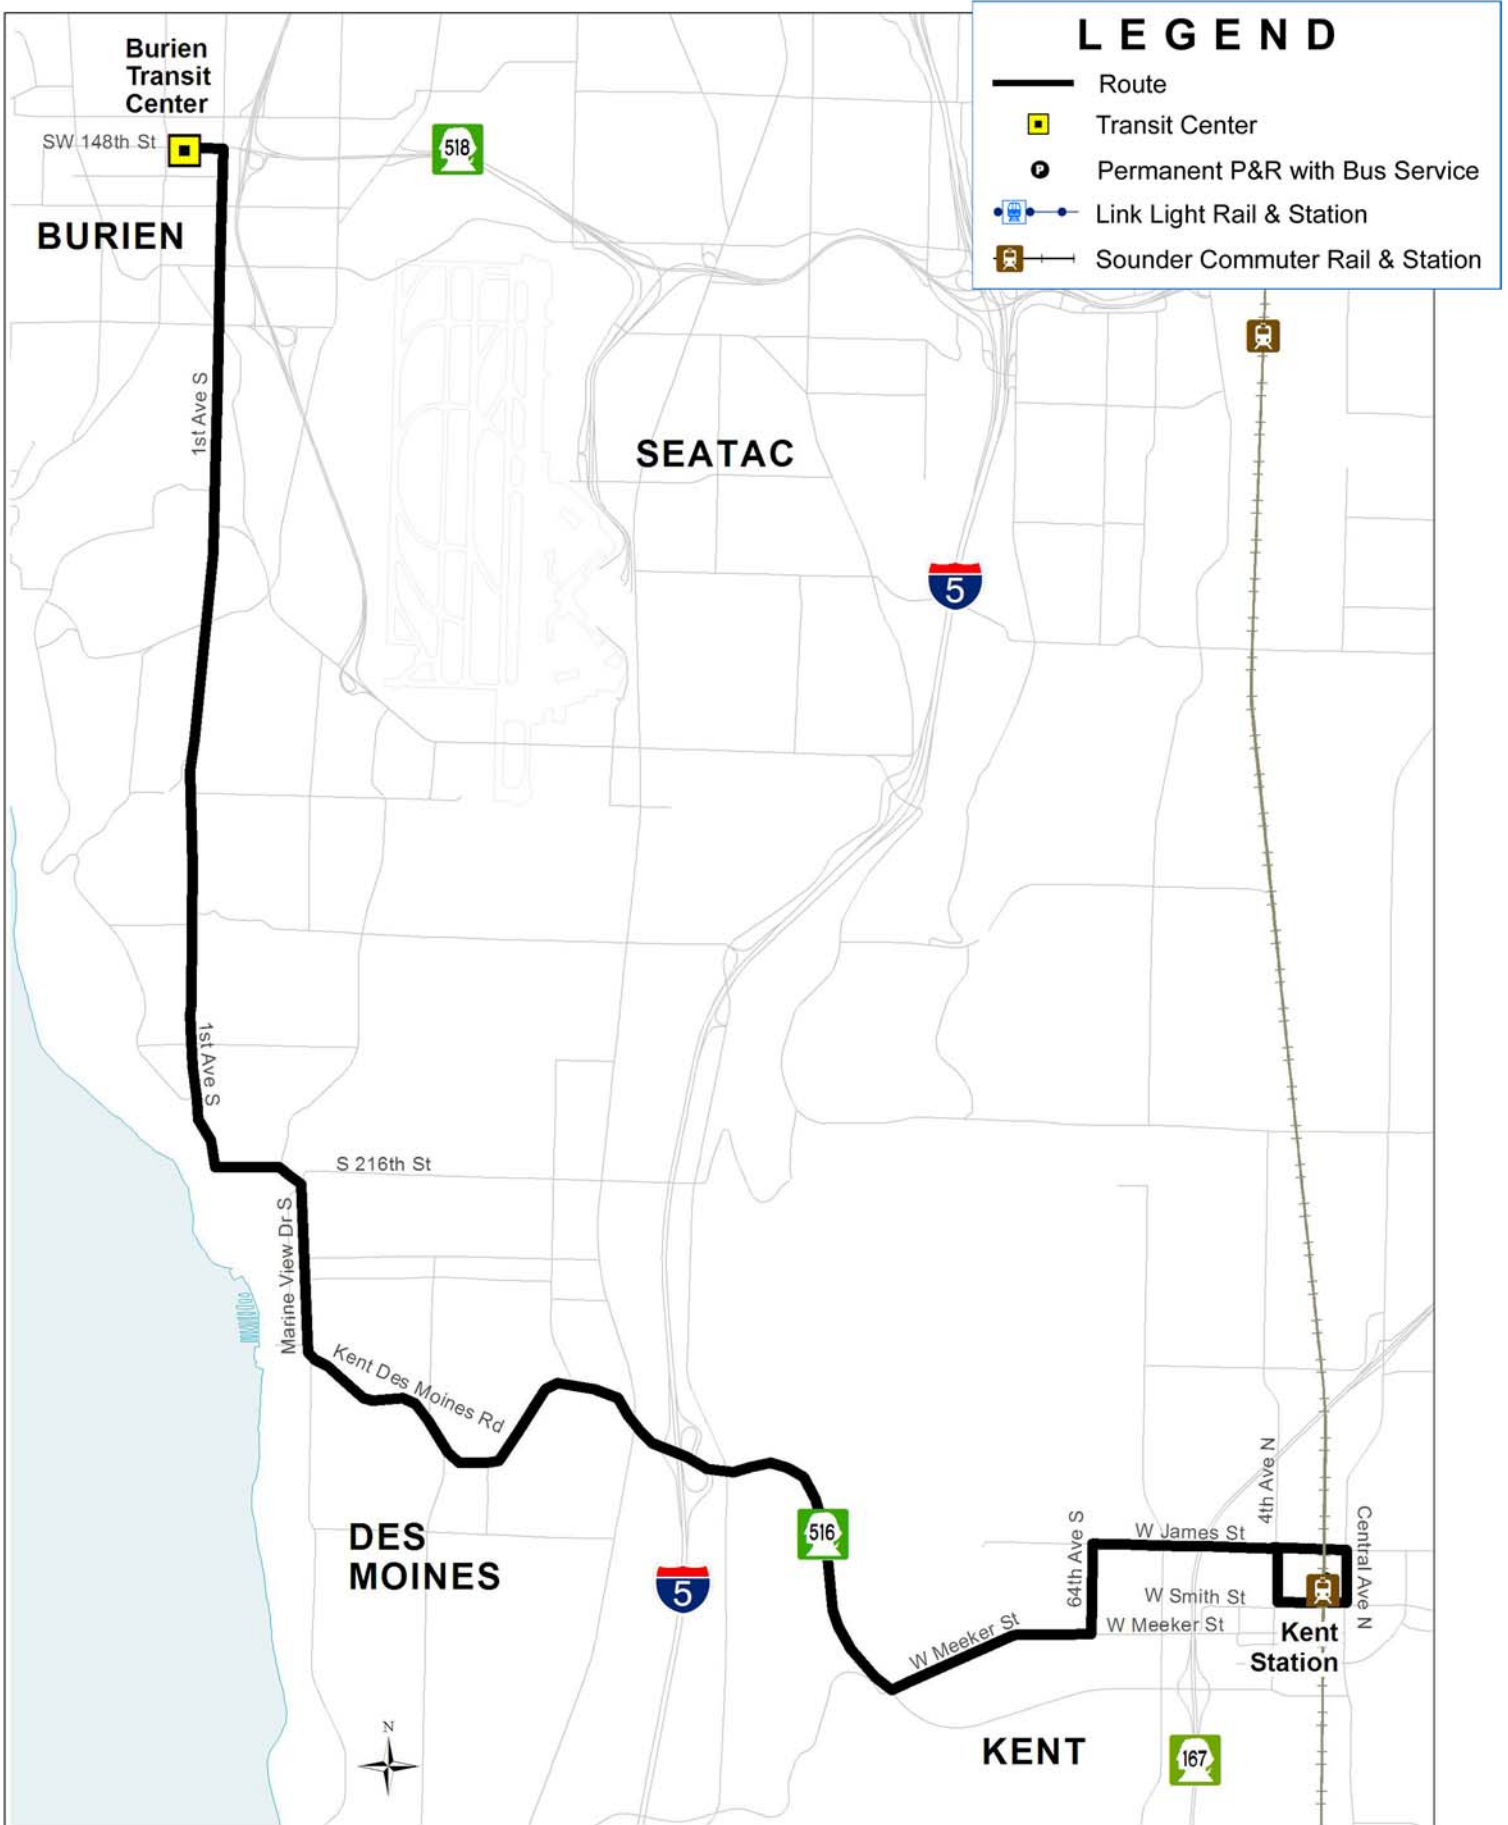 LEGEND
Route
Transit Center
P
Permanent P&R with Bus Service
Link Light Rail & Station
Sounder Commuter Rail & Station
Burien
Transit
Center
SW 148th St
518
BURIEN
1st Ave S
SEATAC
5
1st Ave S
S 216th St
Marine View Dr S
Kent Des Moines Rd
DES
MOINES
5
516
W Meeker St
64th Ave S
W James St
4th Ave N
Central Ave N
W Smith St
W Meeker St
Kent
Station
KENT
167
N